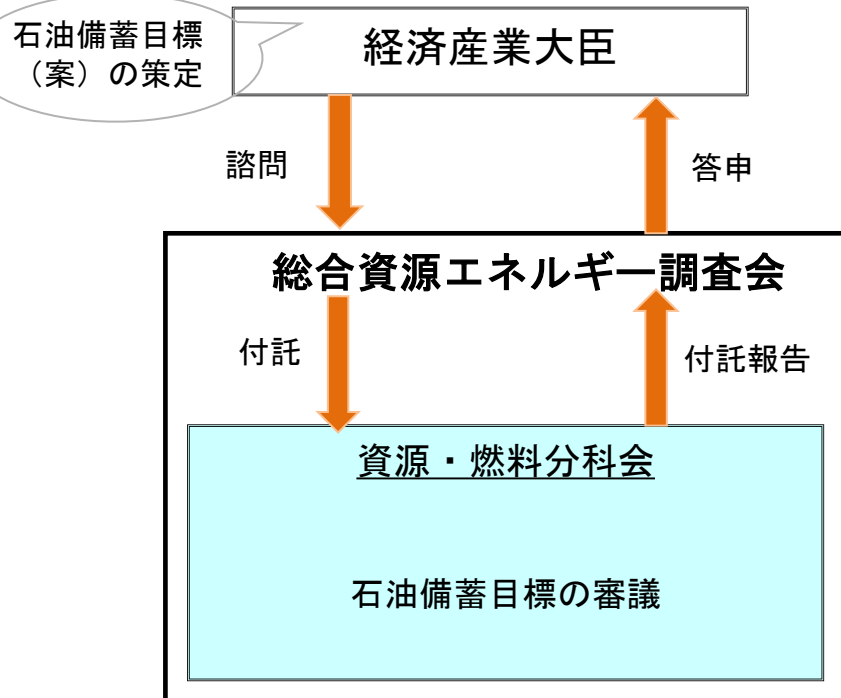 石油備蓄目標
（案）の策定
経済産業大臣
諮問
答申
総合資源エネルギー調査会
付託
付託報告
資源・燃料分科会
石油備蓄目標の審議